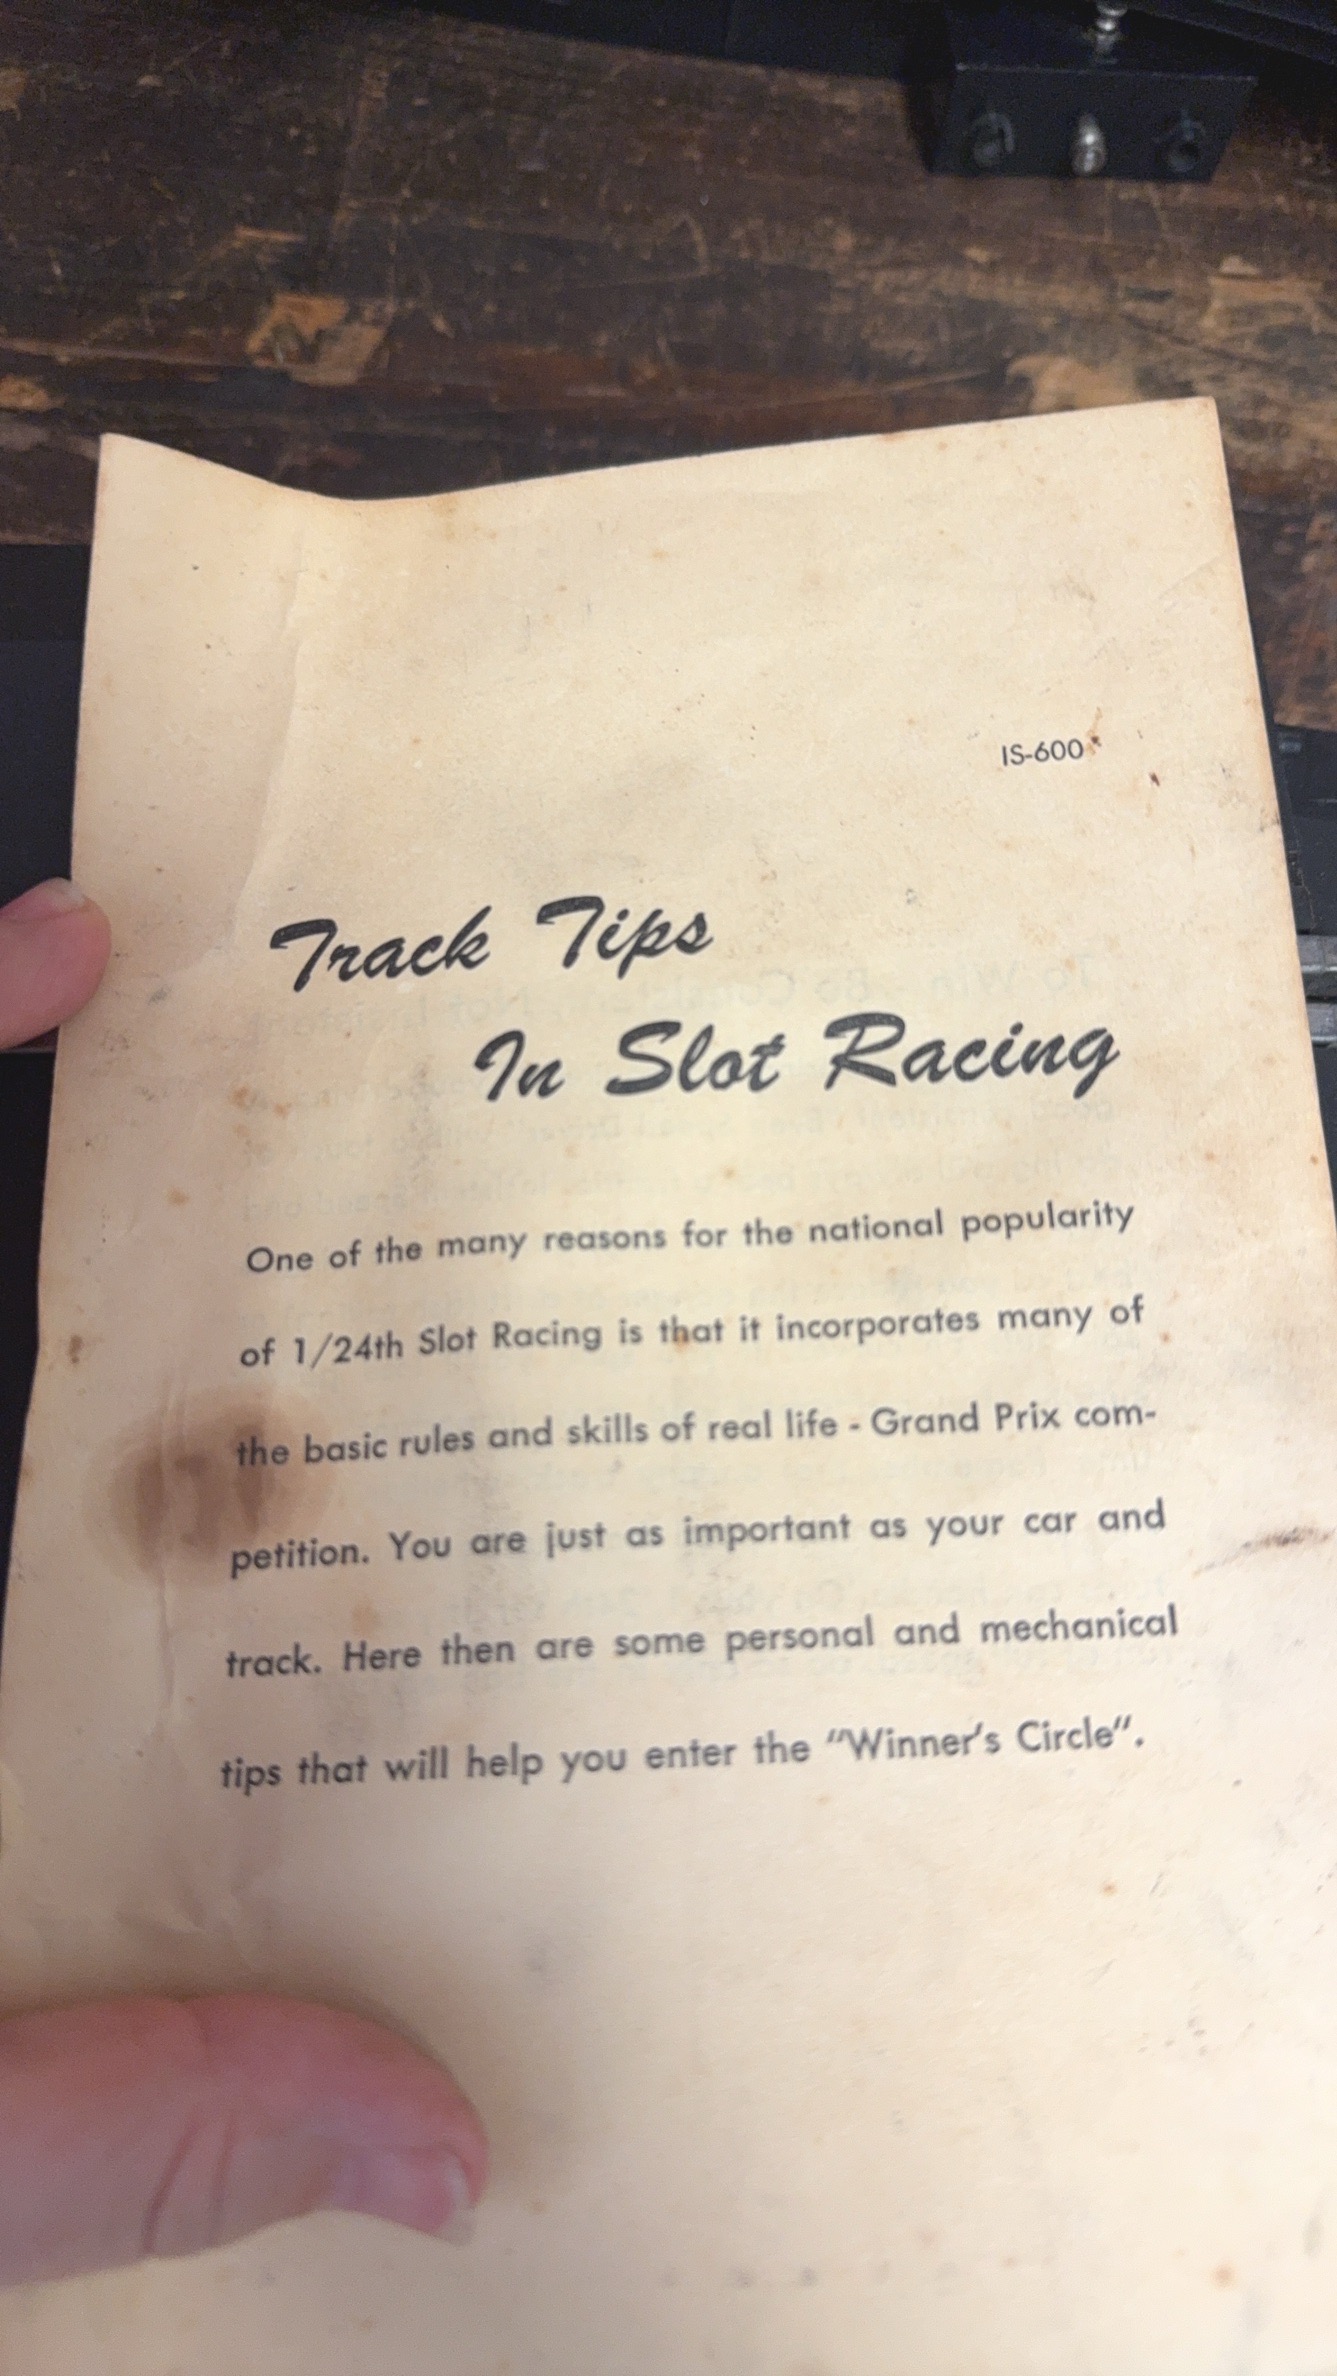 IS-600
Track Tips
In Slot Racing
One of the many reasons for the national popularity
of 1/24th Slot Racing is that it incorporates many of
the basic rules and skills of real life - Grand Prix com-
petition. You are just as important as your car and
track. Here then are some personal and mechanical
tips that will help you enter the "Winner's Circle".